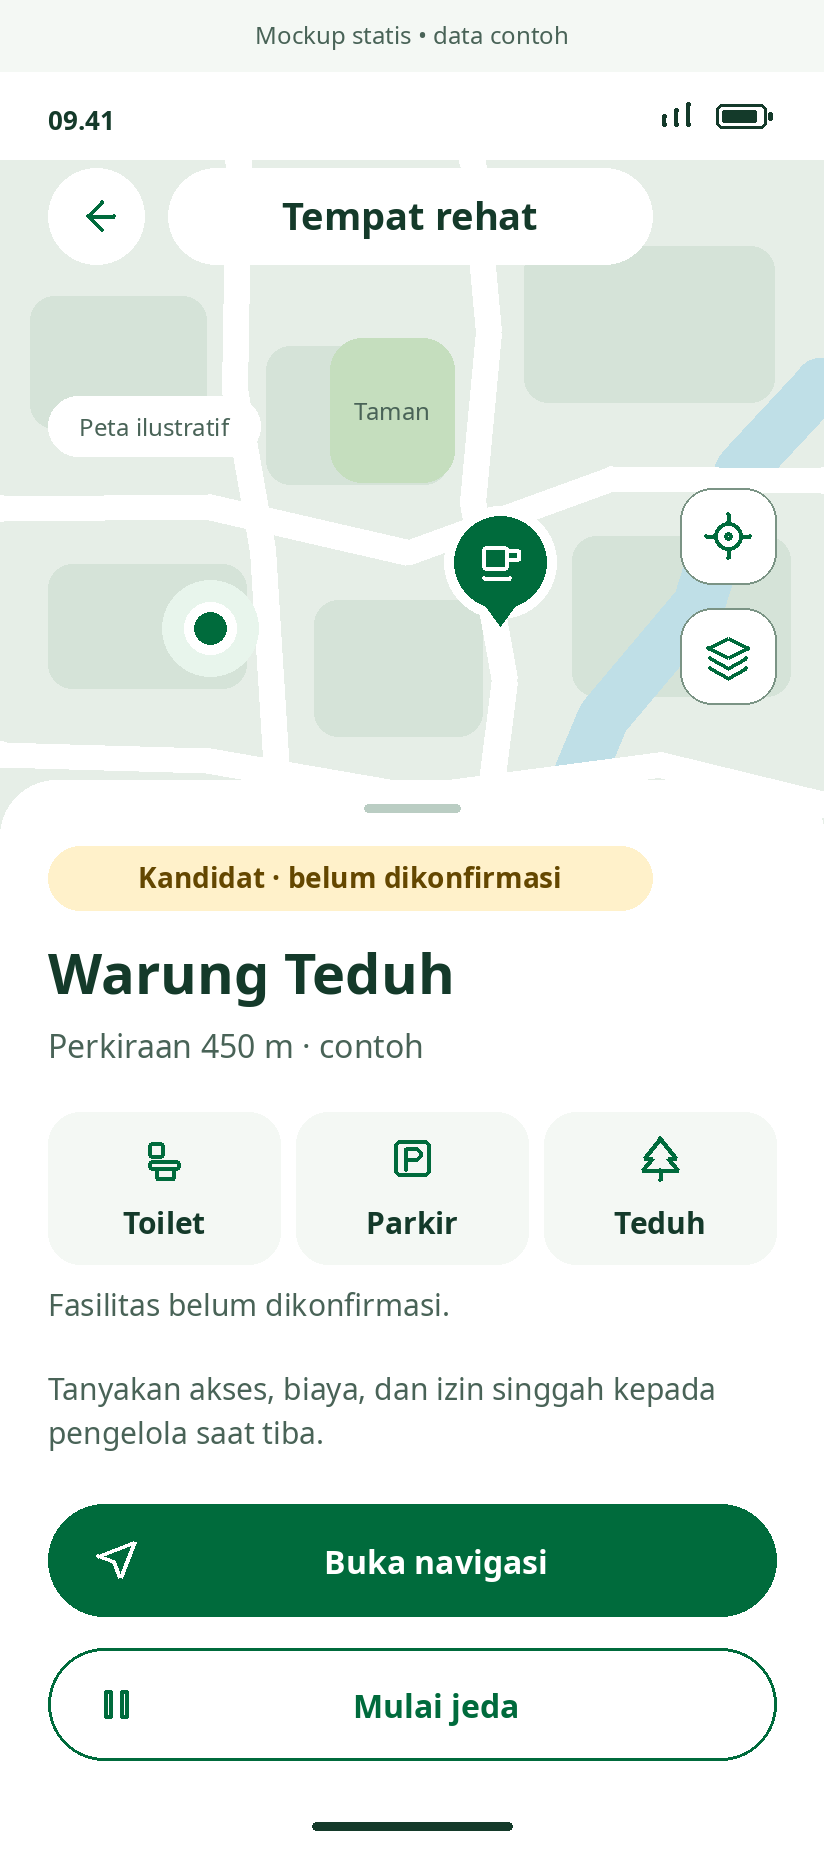 Mockup statis • data contoh
09.41
Tempat rehat
Taman
Peta ilustratif
Kandidat · belum dikonfirmasi
Warung Teduh
Perkiraan 450 m · contoh
Toilet
Parkir
Teduh
Fasilitas belum dikonfirmasi.
Tanyakan akses, biaya, dan izin singgah kepada
pengelola saat tiba.
Buka navigasi
Mulai jeda